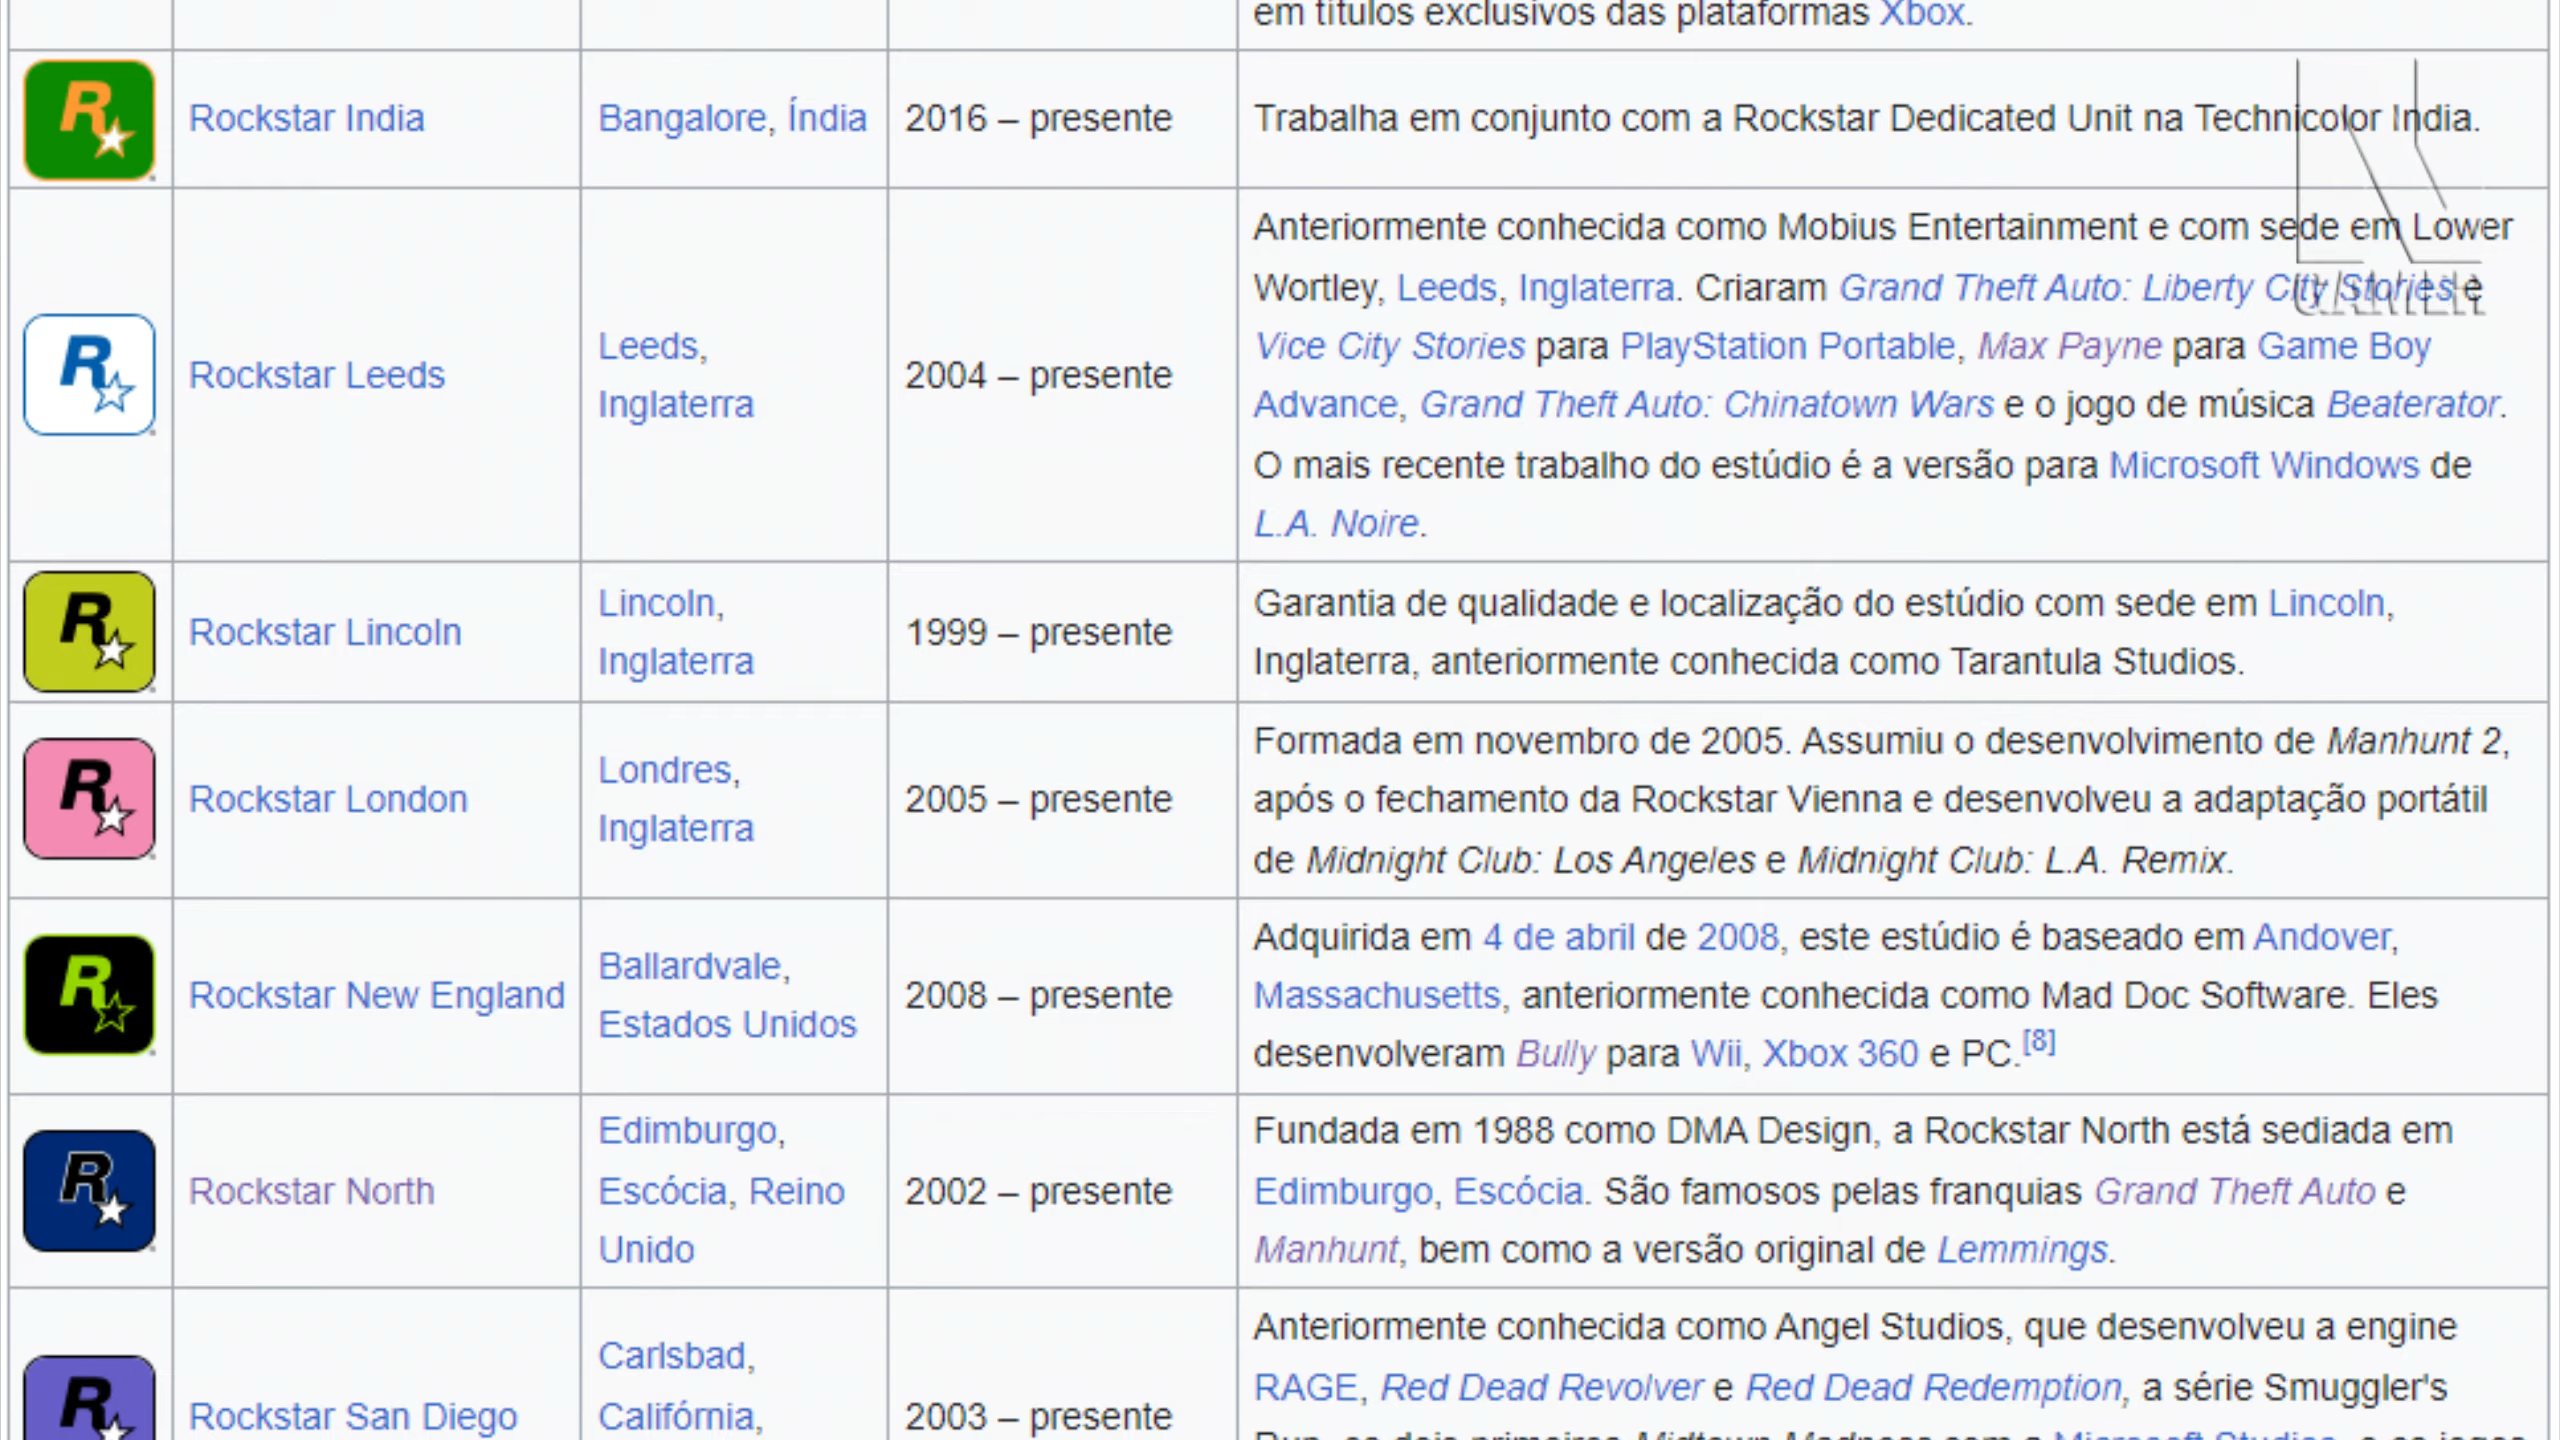 em títulos exclusivos das plataformas Xbox.
Rockstar India
Bangalore, Índia
2016 – presente
Trabalha em conjunto com a Rockstar Dedicated Unit na Technicolor India.
Rockstar Leeds
Leeds,
Inglaterra
2004 – presente
Anteriormente conhecida como Mobius Entertainment e com sede em Lower
Wortley, Leeds, Inglaterra. Criaram Grand Theft Auto: Liberty City Stories e
Vice City Stories para PlayStation Portable, Max Payne para Game Boy
Advance, Grand Theft Auto: Chinatown Wars e o jogo de música Beaterator.
O mais recente trabalho do estúdio é a versão para Microsoft Windows de
L.A. Noire.
Rockstar Lincoln
Lincoln,
Inglaterra
1999 – presente
Garantia de qualidade e localização do estúdio com sede em Lincoln,
Inglaterra, anteriormente conhecida como Tarantula Studios.
Rockstar London
Londres,
Inglaterra
2005 – presente
Formada em novembro de 2005. Assumiu o desenvolvimento de Manhunt 2,
após o fechamento da Rockstar Vienna e desenvolveu a adaptação portátil
de Midnight Club: Los Angeles e Midnight Club: L.A. Remix.
Rockstar New England
Ballardvale,
Estados Unidos
2008 – presente
Adquirida em 4 de abril de 2008, este estúdio é baseado em Andover,
Massachusetts, anteriormente conhecida como Mad Doc Software. Eles
desenvolveram Bully para Wii, Xbox 360 e PC.[8]
Rockstar North
Edimburgo,
Escócia, Reino
Unido
2002 – presente
Fundada em 1988 como DMA Design, a Rockstar North está sediada em
Edimburgo, Escócia. São famosos pelas franquias Grand Theft Auto e
Manhunt, bem como a versão original de Lemmings.
Rockstar San Diego
Carlsbad,
Califórnia,
2003 – presente
Anteriormente conhecida como Angel Studios, que desenvolveu a engine
RAGE, Red Dead Revolver e Red Dead Redemption, a série Smuggler's